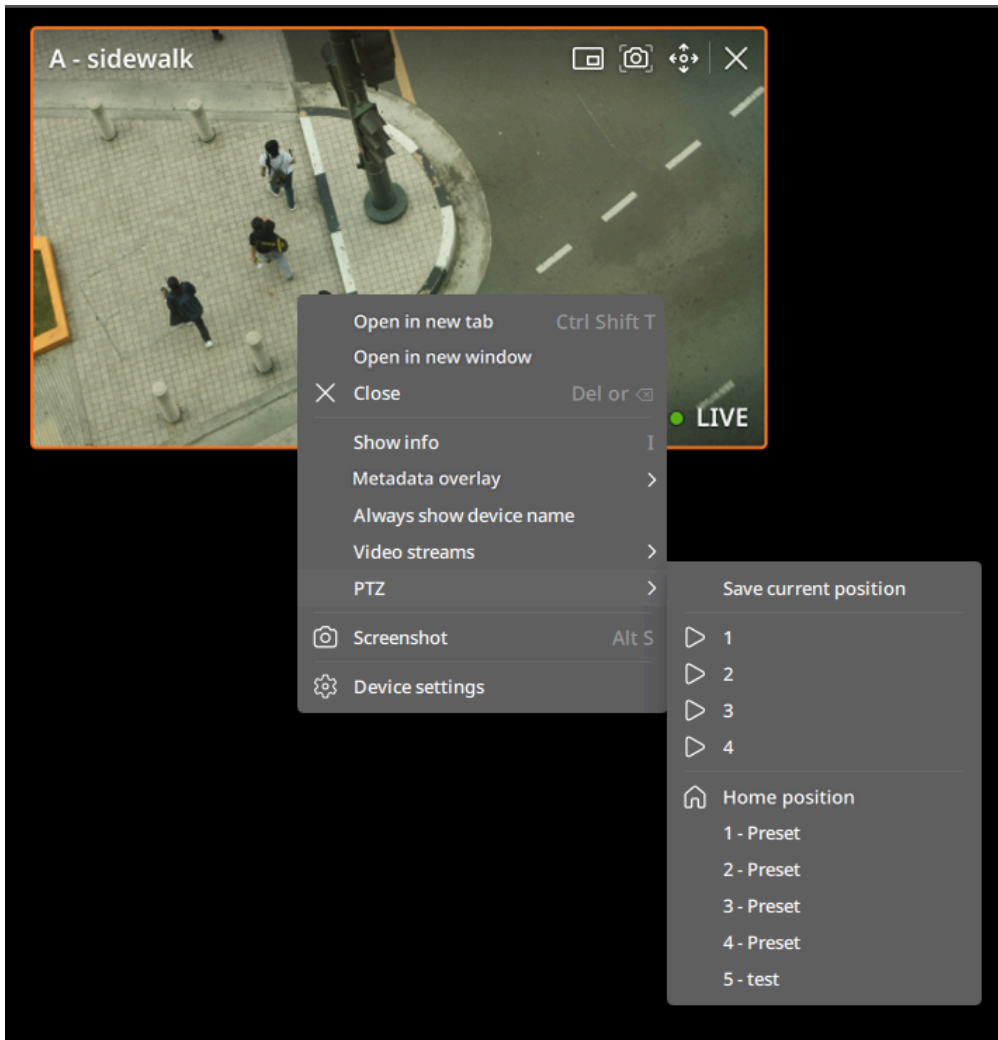 A - sidewalk
LIVE
Open in new tab Ctrl Shift T
Open in new window
Close Del or ⌫
Show info I
Metadata overlay
Always show device name
Video streams
PTZ
Screenshot Alt S
Device settings
Save current position
1
2
3
4
Home position
1 - Preset
2 - Preset
3 - Preset
4 - Preset
5 - test